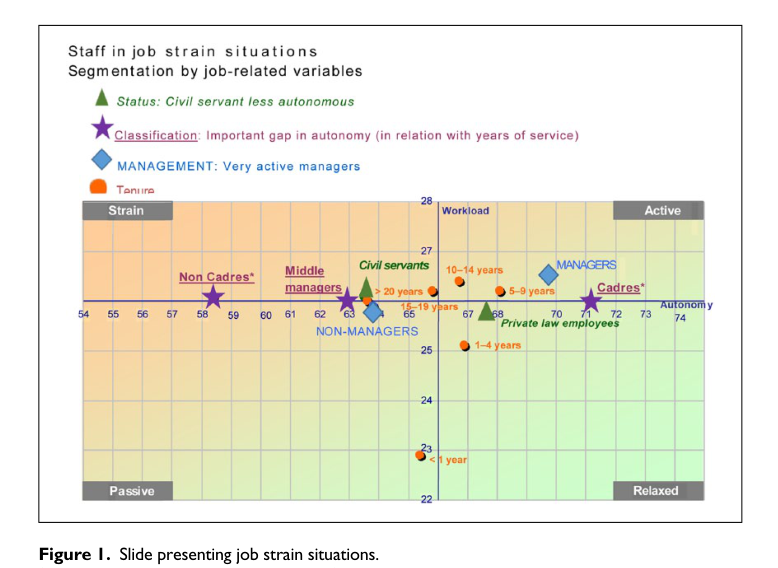 Staff in job strain situations
Segmentation by job-related variables
Status: Civil servant less autonomous
Classification: Important gap in autonomy (in relation with years of service)
MANAGEMENT: Very active managers
Tenure
28
Strain
Workload
Active
27
Civil servants
MANAGERS
Non Cadres*
Middle
managers
10–14 years
> 20 years
5–9 years
Cadres*
15–19 years
Autonomy
54 55 56 57 58 59 60 61 62 63 64 65 67 68 70 71 72 73 74
NON-MANAGERS
Private law employees
25
1–4 years
24
23
< 1 year
Passive
22
Relaxed
Figure 1. Slide presenting job strain situations.